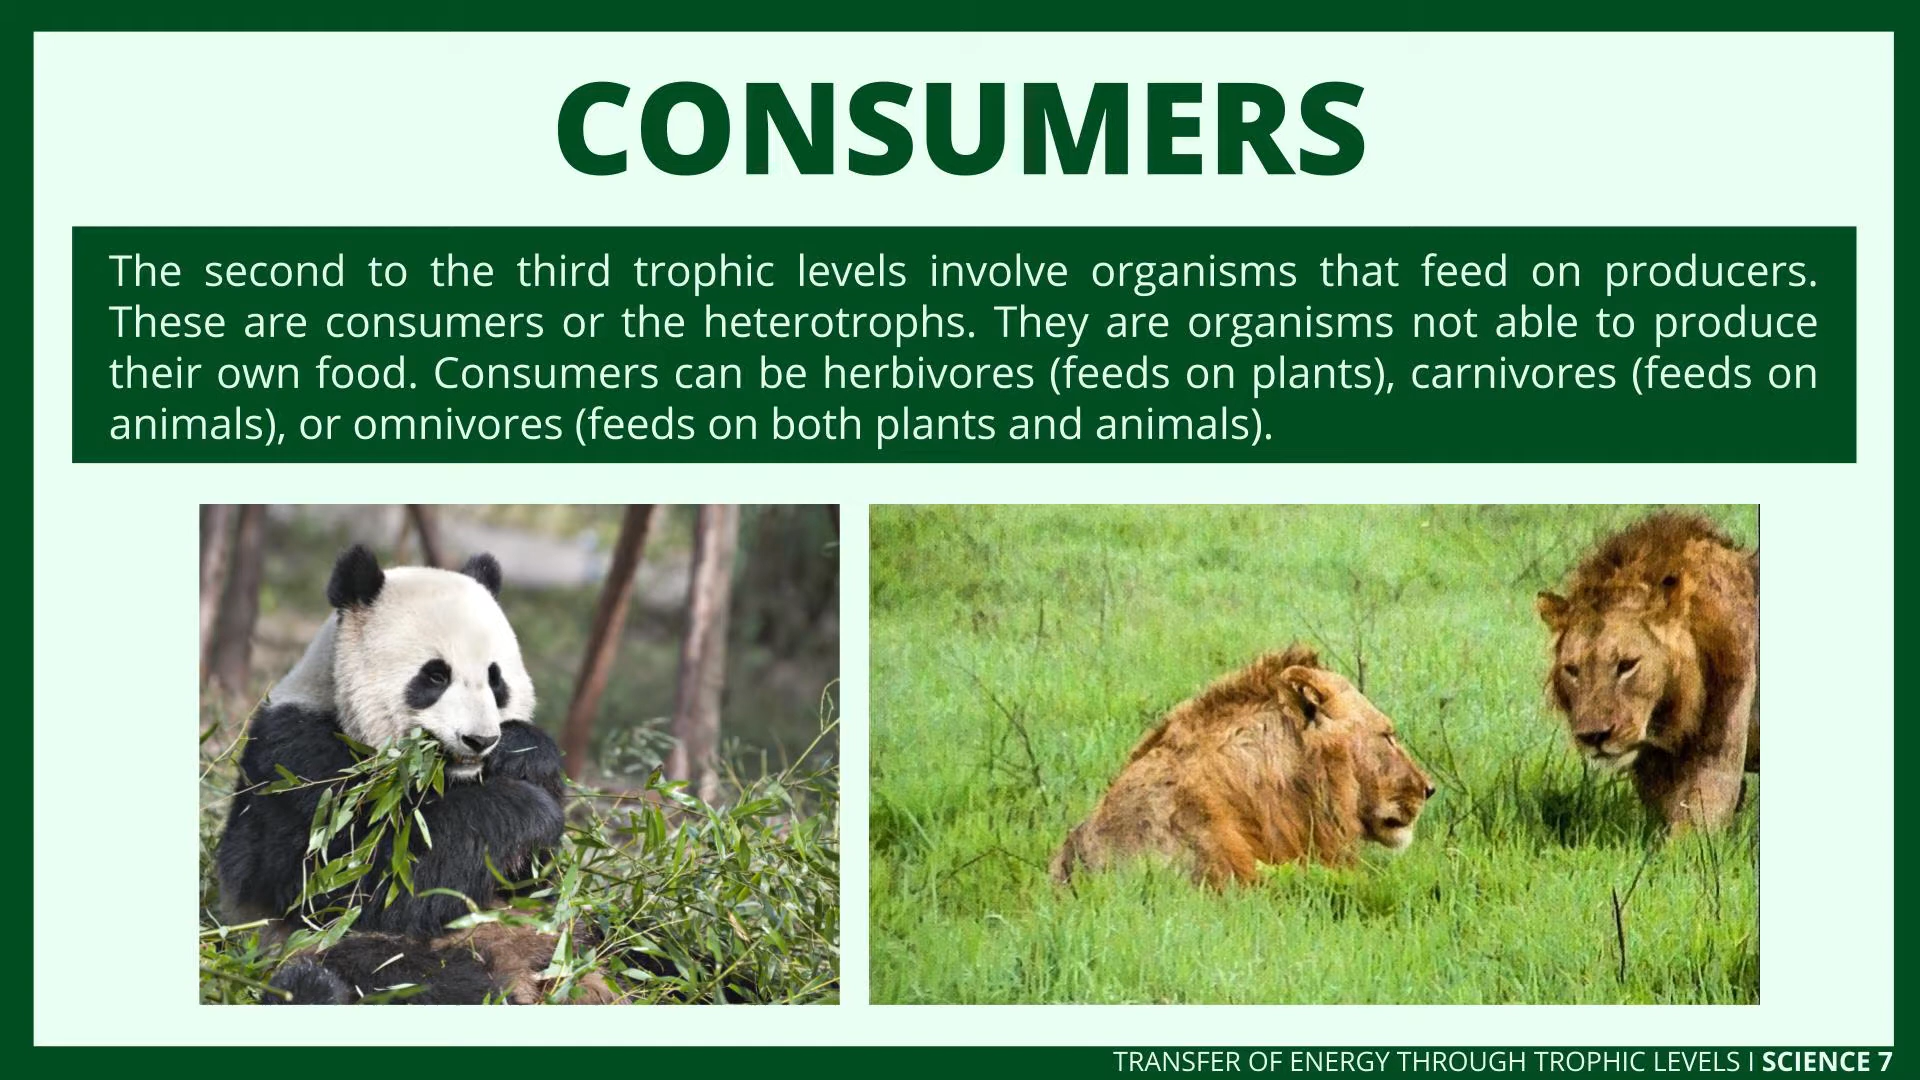 CONSUMERS
The second to the third trophic levels involve organisms that feed on producers.
These are consumers or the heterotrophs. They are organisms not able to produce
their own food. Consumers can be herbivores (feeds on plants), carnivores (feeds on
animals), or omnivores (feeds on both plants and animals).
TRANSFER OF ENERGY THROUGH TROPHIC LEVELS I SCIENCE 7